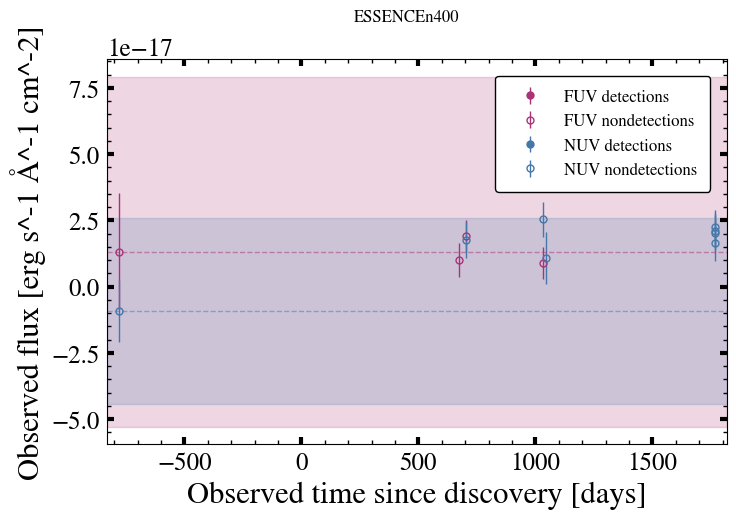 ESSENCEn400
1e−17
7.5
5.0
2.5
0.0
−2.5
−5.0
Observed flux [erg s^-1 Å^-1 cm^-2]
FUV detections
FUV nondetections
NUV detections
NUV nondetections
−500 0 500 1000 1500
Observed time since discovery [days]